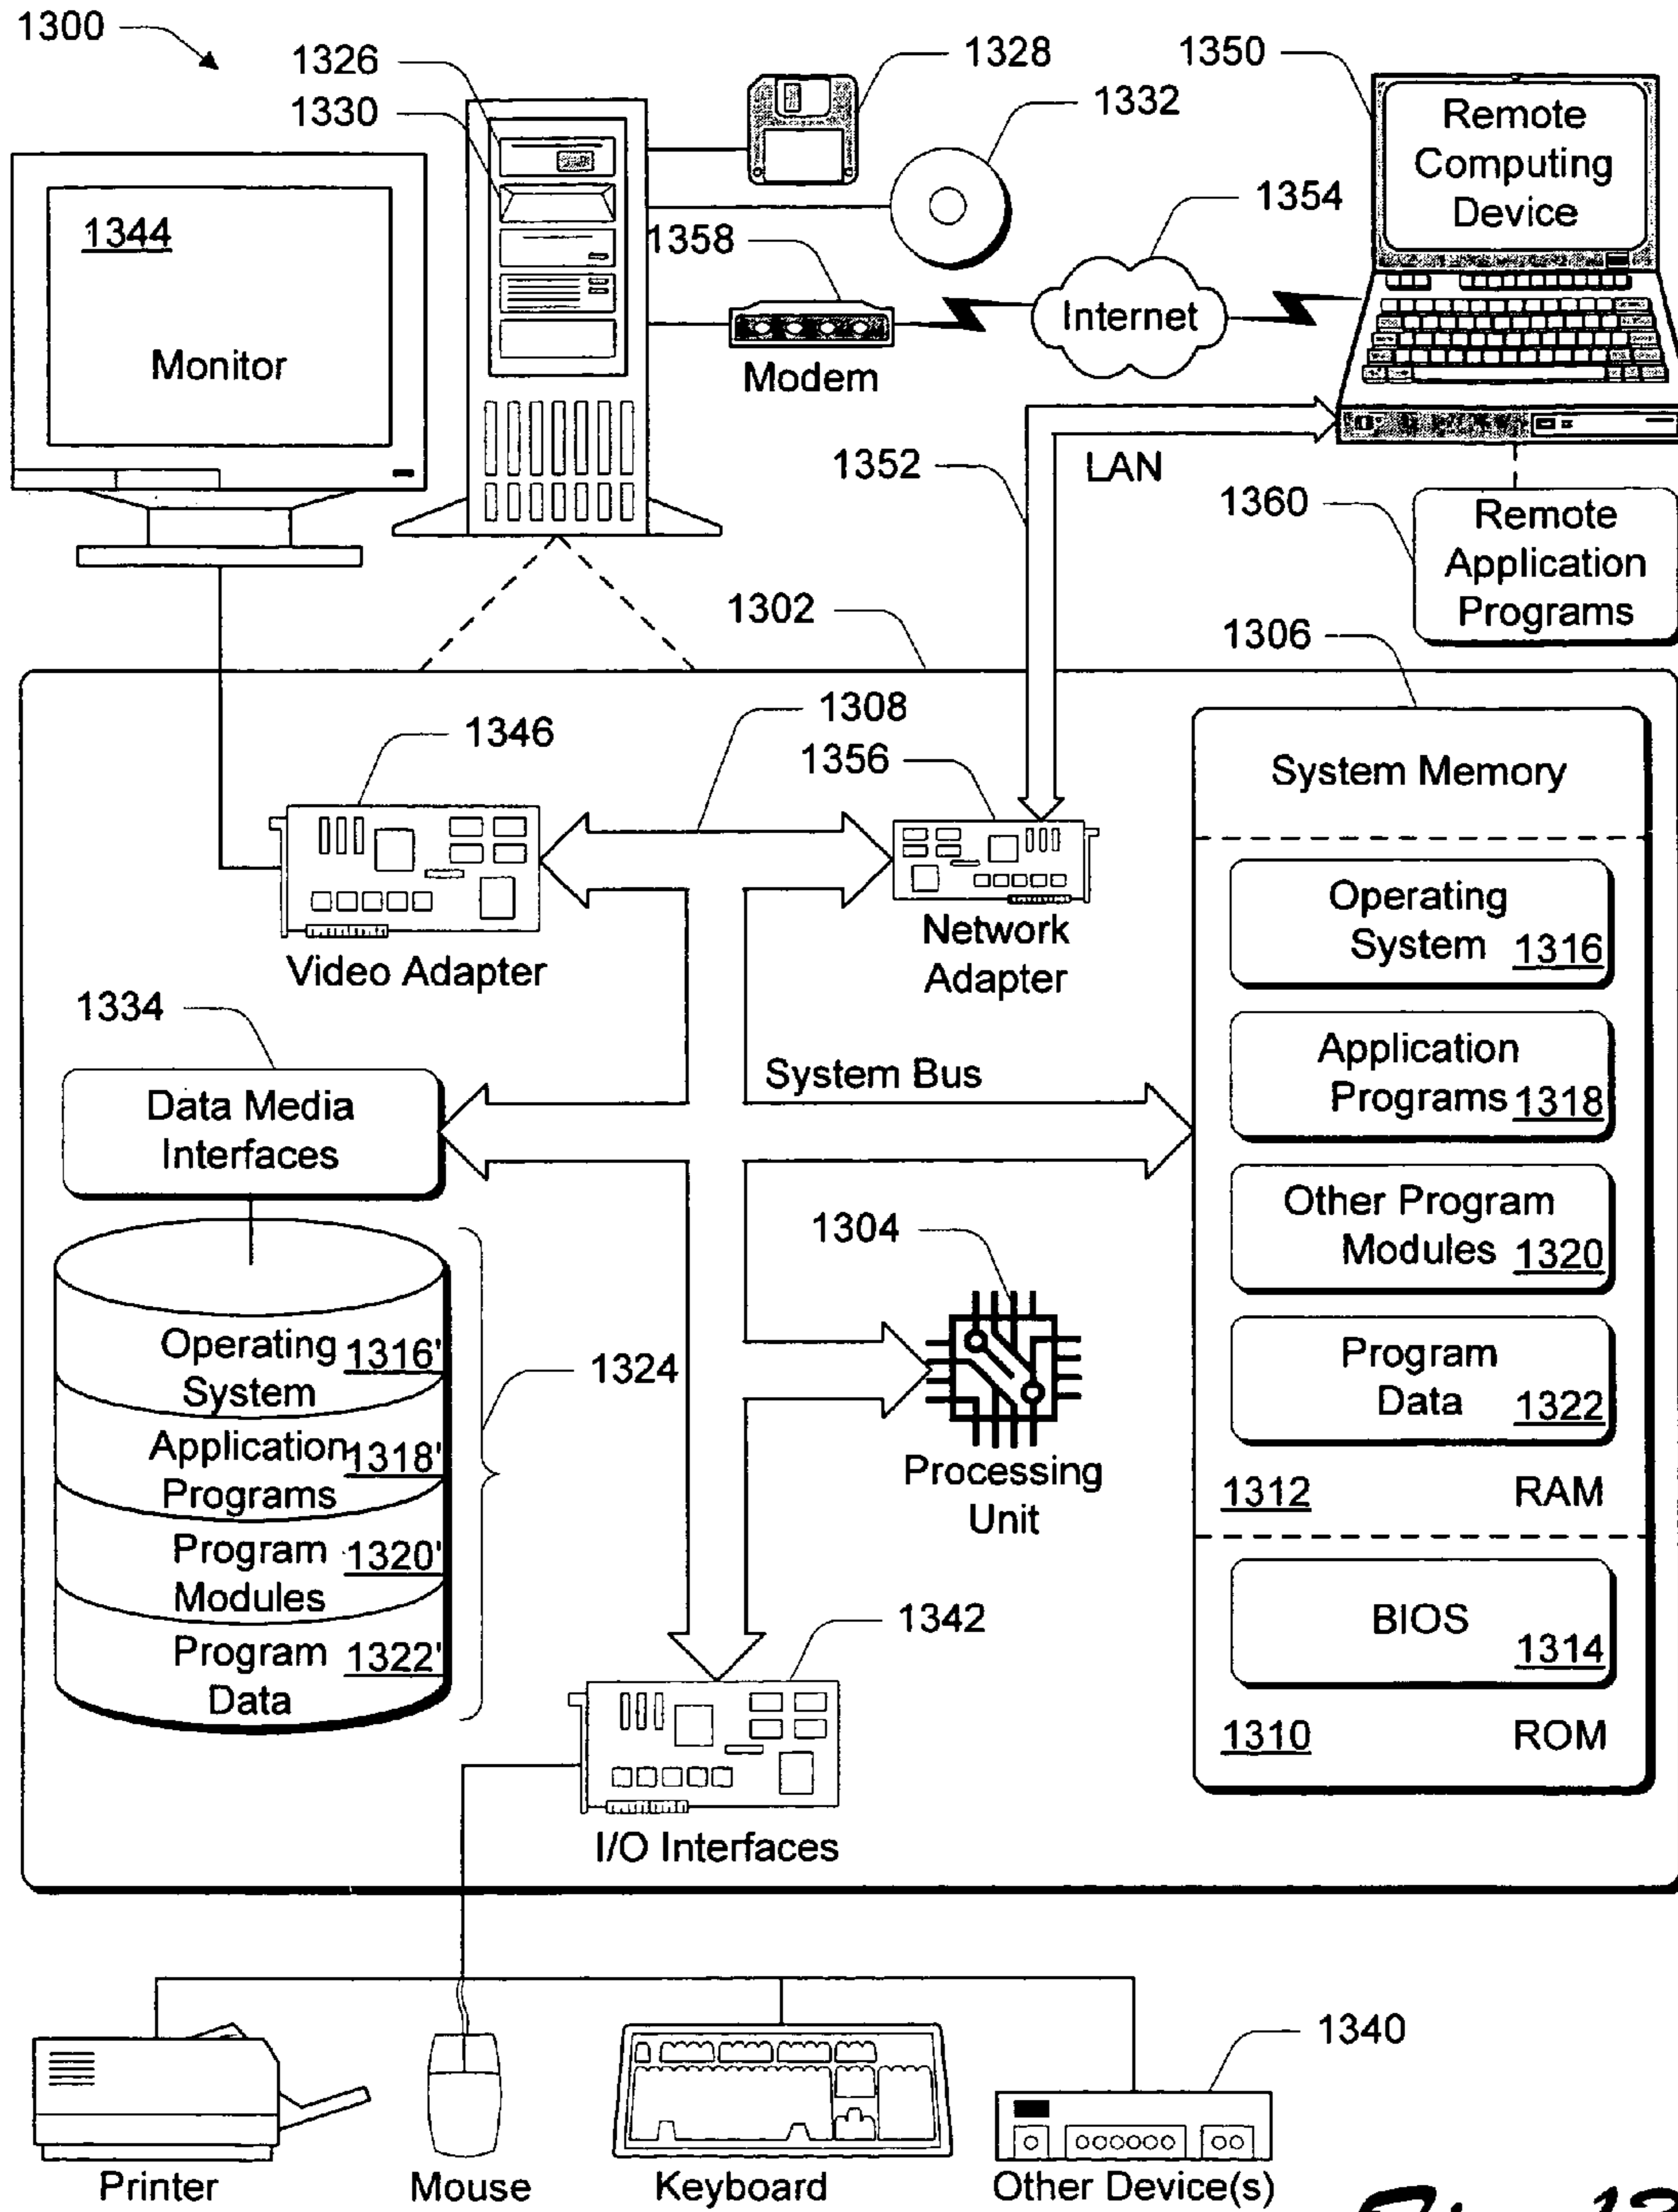 1300
1326
1330
1328
1332
1350
Remote
Computing
Device
1344
Monitor
1358
Modem
1354
Internet
1352
LAN
1360
Remote
Application
Programs
1302
1306
1308
1346
1356
Video Adapter
Network
Adapter
System Memory
Operating
System 1316
Application
Programs 1318
Other Program
Modules 1320
Program
Data 1322
1312 RAM
BIOS
1314
1310 ROM
1334
Data Media
Interfaces
System Bus
1304
Processing
Unit
Operating 1316'
System
Application 1318'
Programs
Program 1320'
Modules
Program 1322'
Data
1324
1342
I/O Interfaces
1340
Printer
Mouse
Keyboard
Other Device(s)